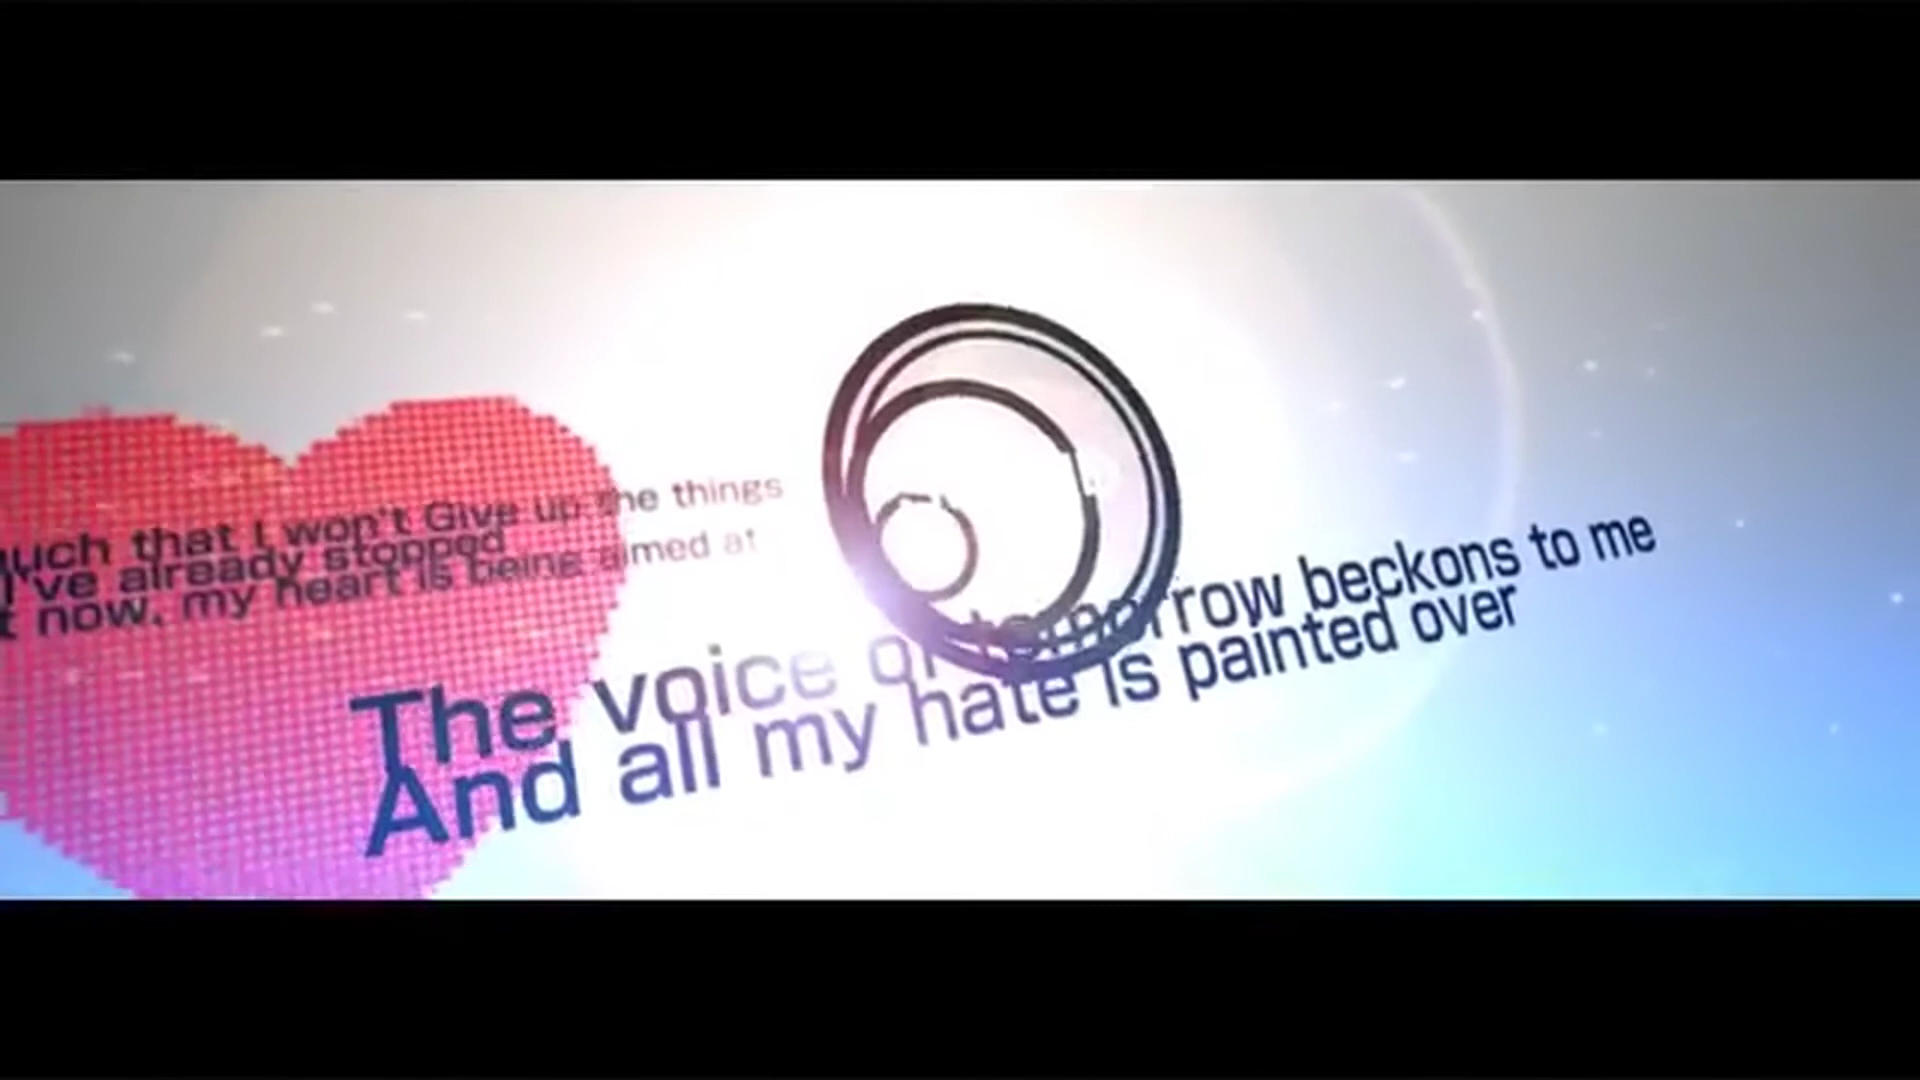 that I won't Give up the things
I've already stopped
now, my heart is being aimed at
The voice of tomorrow beckons to me
And all my hate is painted over